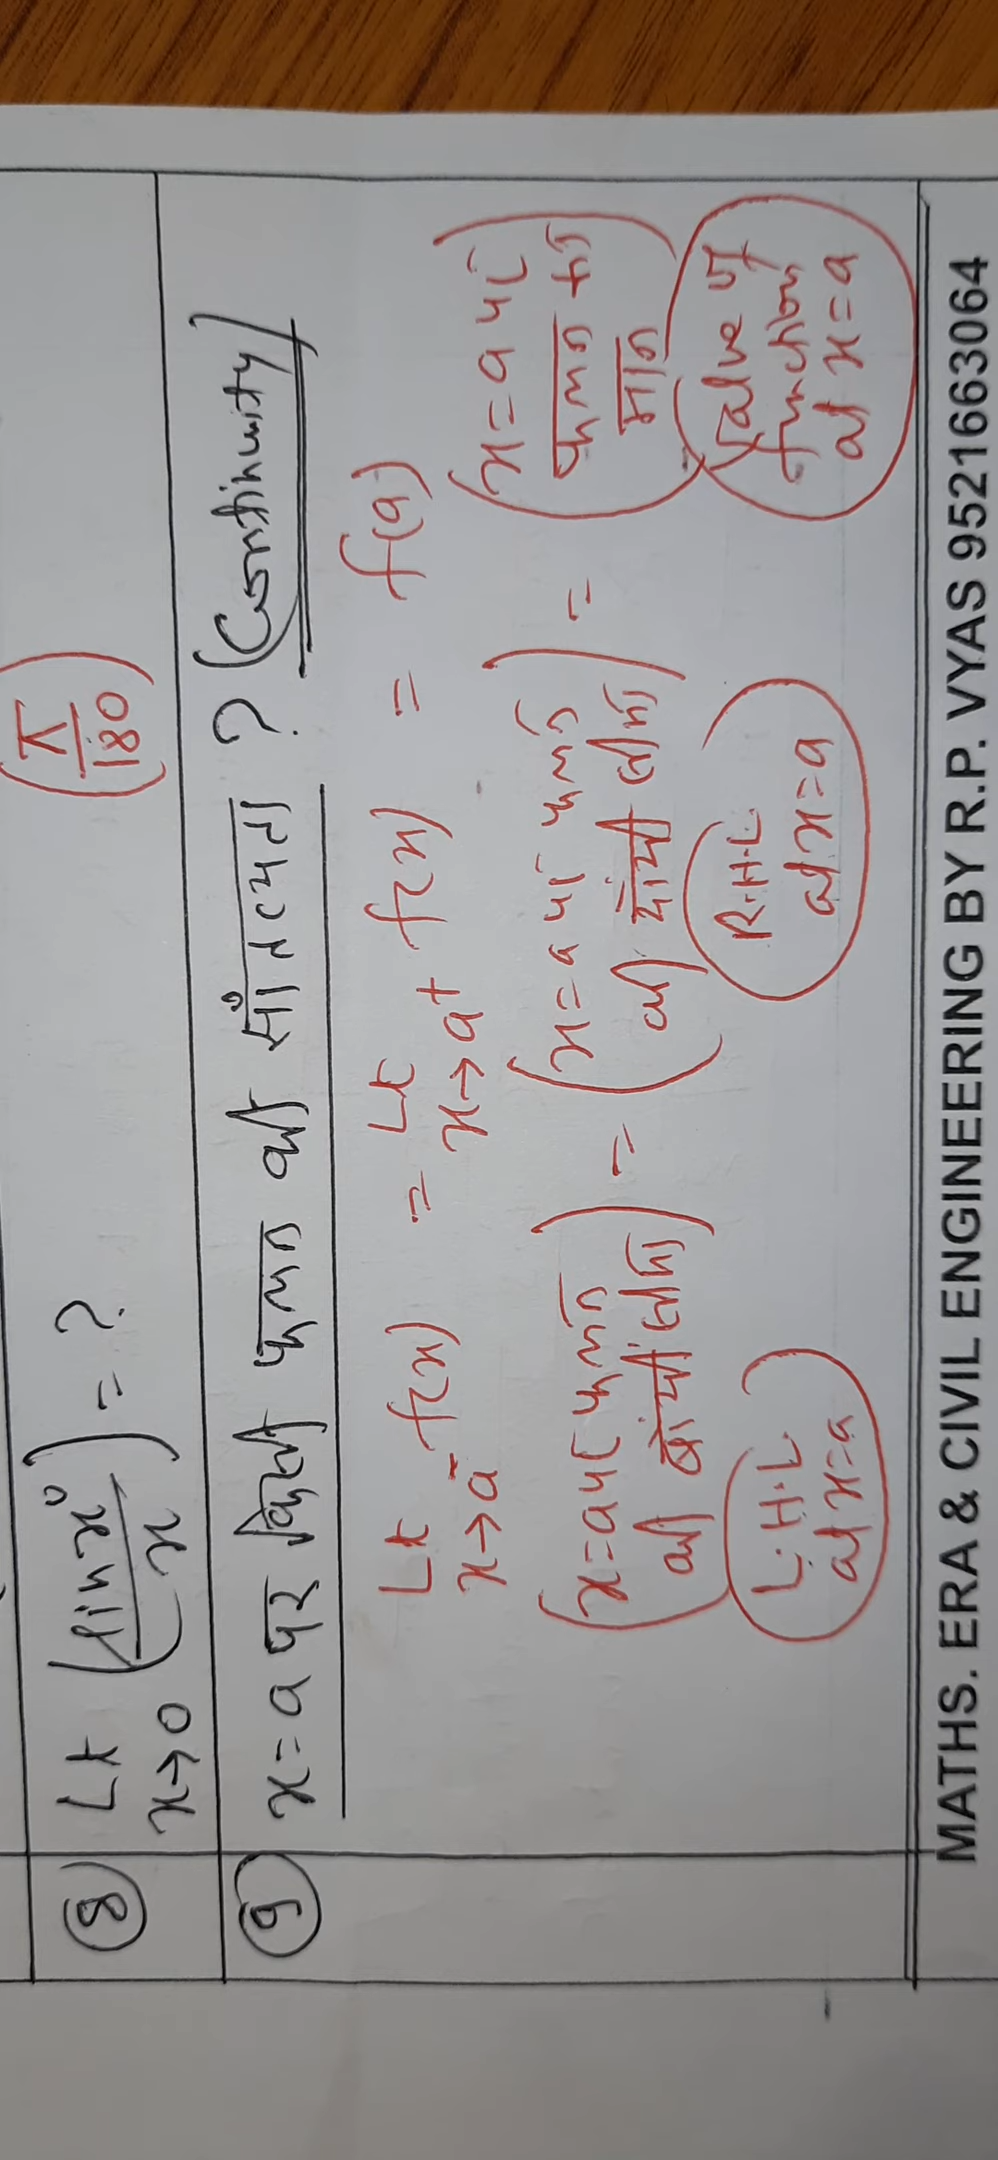 ⑧ Lt (sin x⁰ / x) = ? (π/180)
x→0
⑨ x=a पर किसी फलन की सांतत्यता ? (Continuity)
Lt f(x) = Lt f(x) = f(a)
x→a⁻ x→a⁺
(x=a पर फलन (x=a पर फलन (x=a पर
की बायीं सीमा) = की दायीं सीमा) = फलन का
मान)
L.H.L R.H.L Value of
at x=a at x=a function
at x=a
MATHS. ERA & CIVIL ENGINEERING BY R.P. VYAS 9521663064